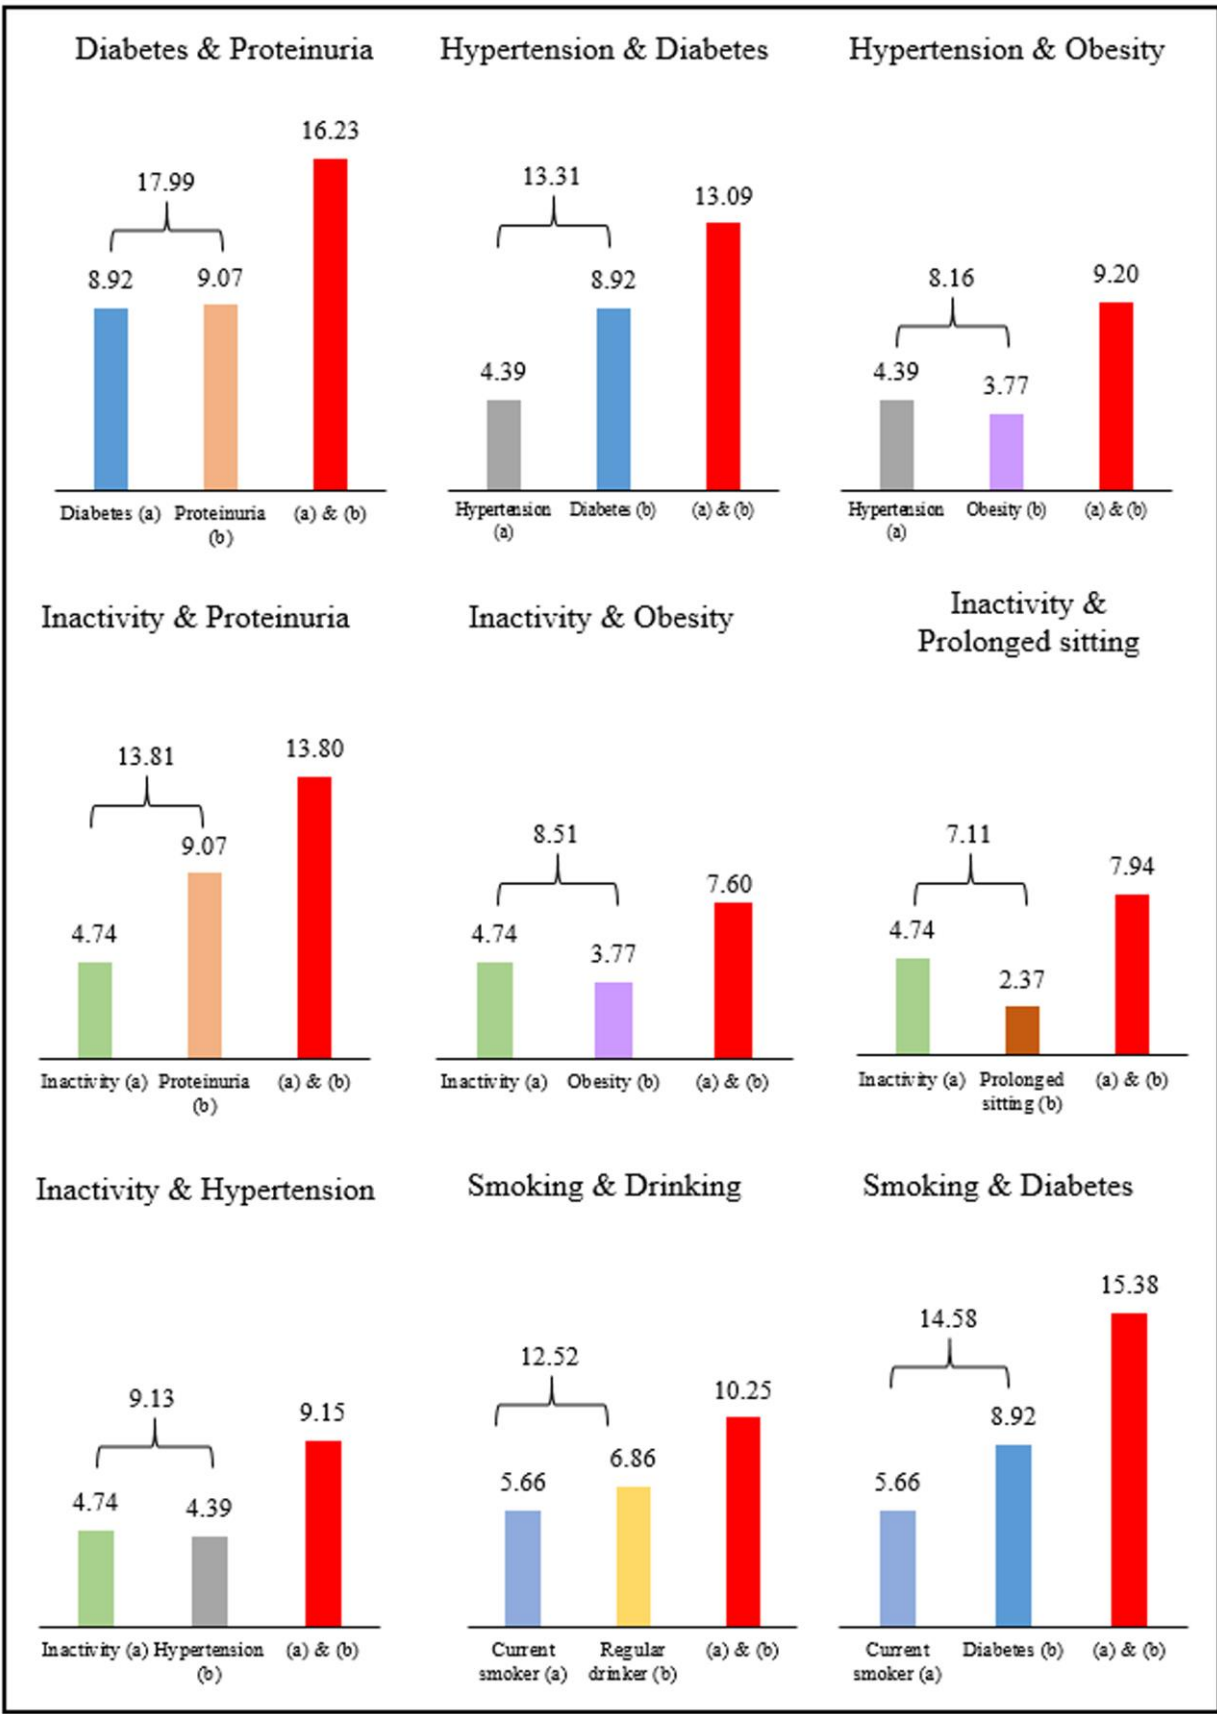 Diabetes & Proteinuria
16.23
17.99
8.92
9.07
Diabetes (a)
Proteinuria
(b)
(a) & (b)
Hypertension & Diabetes
13.31
13.09
4.39
8.92
Hypertension
(a)
Diabetes (b)
(a) & (b)
Hypertension & Obesity
8.16
9.20
4.39
3.77
Hypertension
(a)
Obesity (b)
(a) & (b)
Inactivity & Proteinuria
13.81
13.80
4.74
9.07
Inactivity (a)
Proteinuria
(b)
(a) & (b)
Inactivity & Obesity
8.51
7.60
4.74
3.77
Inactivity (a)
Obesity (b)
(a) & (b)
Inactivity &
Prolonged sitting
7.11
7.94
4.74
2.37
Inactivity (a)
Prolonged
sitting (b)
(a) & (b)
Inactivity & Hypertension
9.13
9.15
4.74
4.39
Inactivity (a)
Hypertension
(b)
(a) & (b)
Smoking & Drinking
12.52
10.25
5.66
6.86
Current
smoker (a)
Regular
drinker (b)
(a) & (b)
Smoking & Diabetes
15.38
14.58
5.66
8.92
Current
smoker (a)
Diabetes (b)
(a) & (b)